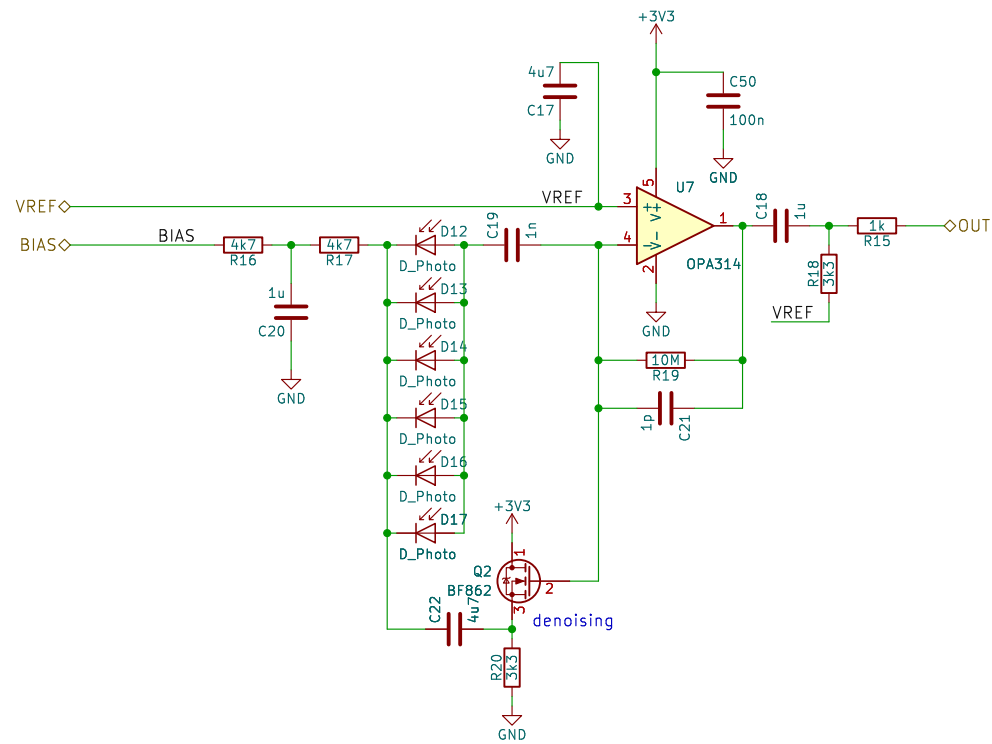 +3V3
4u7
C17
GND
C50
100n
GND
VREF
VREF
3
5
U7
++
V+
1
C18
1u
OUT
1k
R15
BIAS
BIAS
4k7
R16
4k7
R17
D12
D_Photo
C19
1n
4
-
V-
2
OPA314
GND
R18
3k3
VREF
1u
C20
GND
D13
D_Photo
D14
D_Photo
10M
R19
D15
D_Photo
1p
C21
D16
D_Photo
D17
D_Photo
+3V3
1
Q2
BF862
2
3
denoising
C22
4u7
R20
3k3
GND